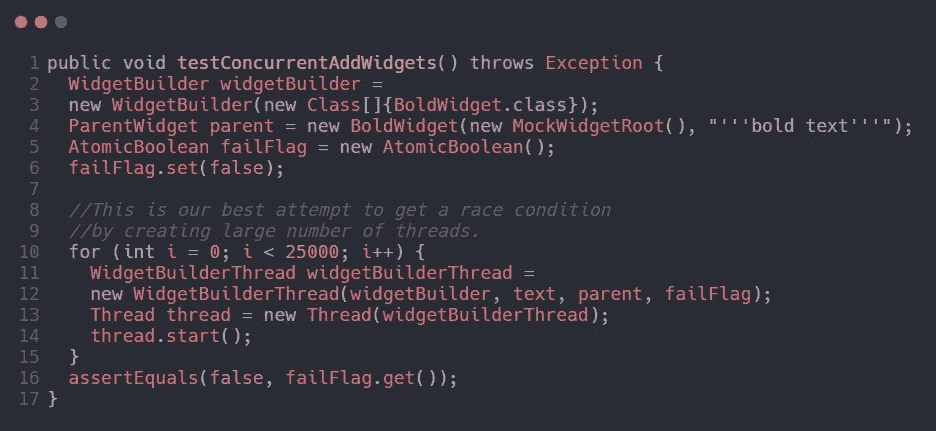 1 public void testConcurrentAddWidgets() throws Exception {
2   WidgetBuilder widgetBuilder =
3   new WidgetBuilder(new Class[]{BoldWidget.class});
4   ParentWidget parent = new BoldWidget(new MockWidgetRoot(), "'''bold text'''");
5   AtomicBoolean failFlag = new AtomicBoolean();
6   failFlag.set(false);
7
8   //This is our best attempt to get a race condition
9   //by creating large number of threads.
10   for (int i = 0; i < 25000; i++) {
11     WidgetBuilderThread widgetBuilderThread =
12     new WidgetBuilderThread(widgetBuilder, text, parent, failFlag);
13     Thread thread = new Thread(widgetBuilderThread);
14     thread.start();
15   }
16   assertEquals(false, failFlag.get());
17 }